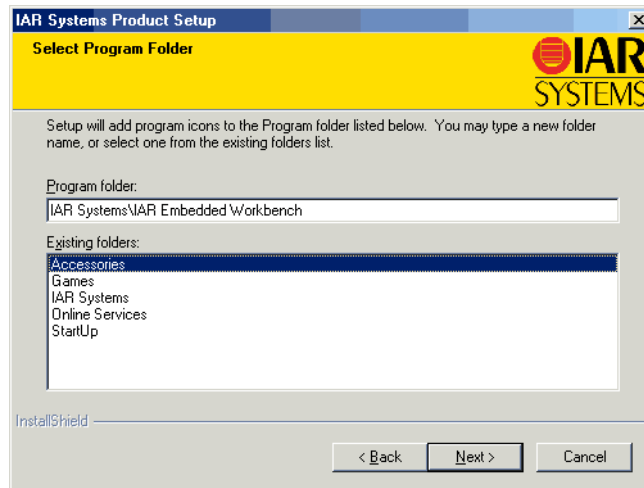 IAR Systems Product Setup
Select Program Folder
IAR
SYSTEMS
Setup will add program icons to the Program folder listed below. You may type a new folder
name, or select one from the existing folders list.
Program folder:
IAR Systems\IAR Embedded Workbench
Existing folders:
Accessories
Games
IAR Systems
Online Services
StartUp
InstallShield
< Back Next > Cancel